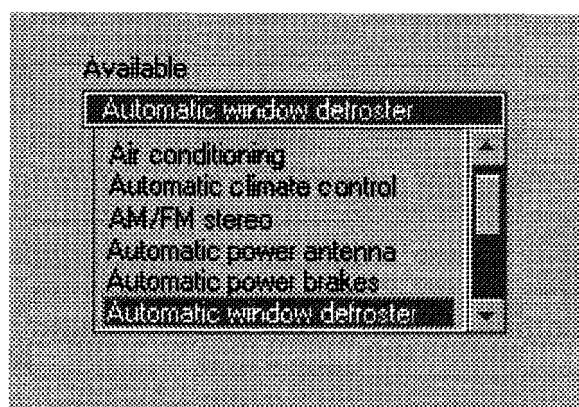 Available
Automatic window defroster
Air conditioning
Automatic climate control
AM/FM stereo
Automatic power antenna
Automatic power brakes
Automatic window defroster